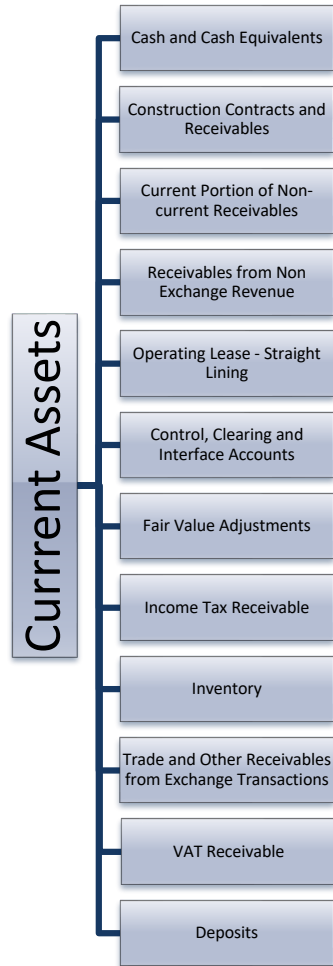 Currrent Assets
Cash and Cash Equivalents
Construction Contracts and
Receivables
Current Portion of Non-
current Receivables
Receivables from Non
Exchange Revenue
Operating Lease - Straight
Lining
Control, Clearing and
Interface Accounts
Fair Value Adjustments
Income Tax Receivable
Inventory
Trade and Other Receivables
from Exchange Transactions
VAT Receivable
Deposits